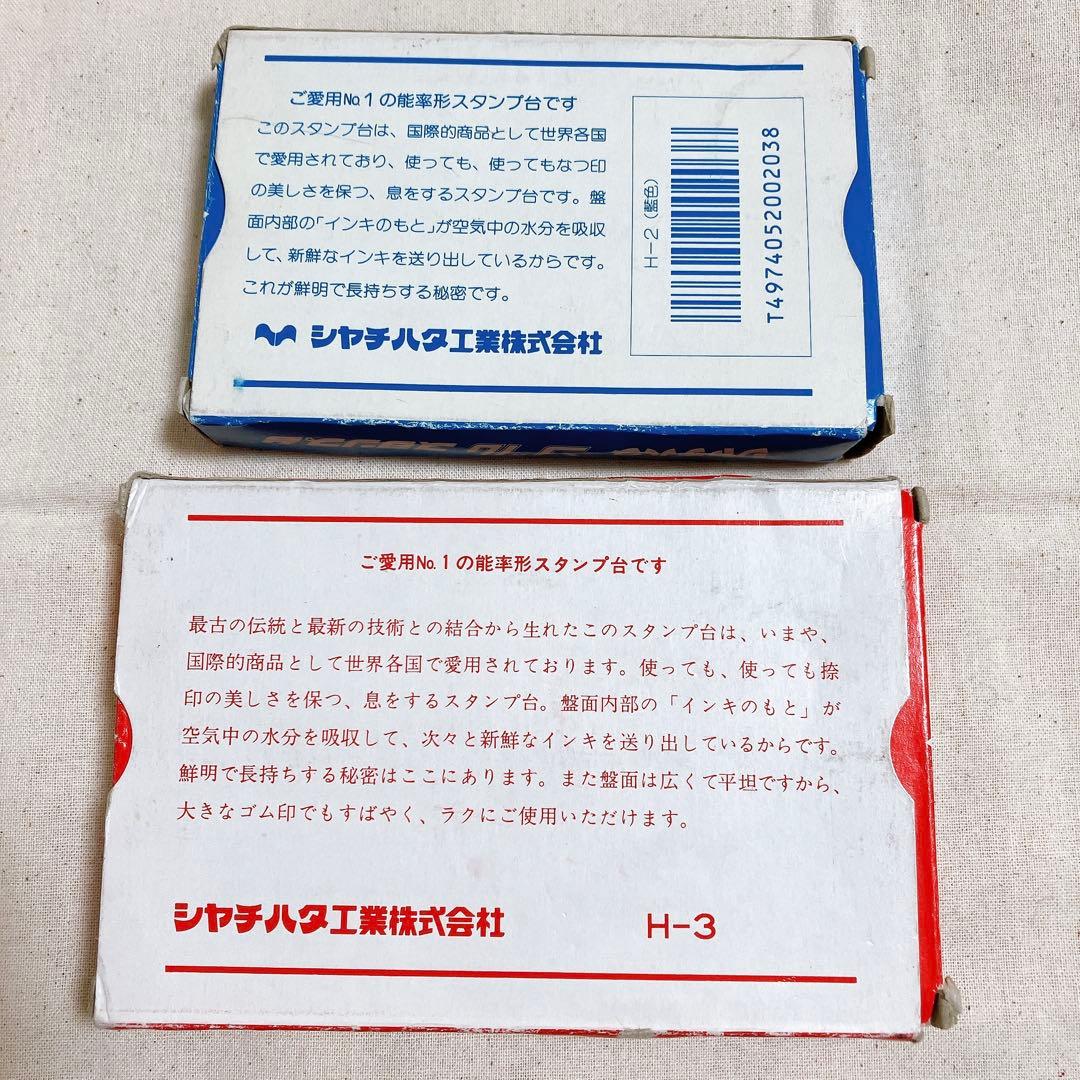 ご愛用No.1の能率形スタンプ台です
このスタンプ台は、国際的商品として世界各国
で愛用されており、使っても、使ってもなつ印
の美しさを保つ、息をするスタンプ台です。盤
面内部の「インキのもと」が空気中の水分を吸収
して、新鮮なインキを送り出しているからです。
これが鮮明で長持ちする秘密です。
シヤチハタ工業株式会社
H-2(藍色)
T4974052002038
ご愛用No.1の能率形スタンプ台です
最古の伝統と最新の技術との結合から生れたこのスタンプ台は、いまや、
国際的商品として世界各国で愛用されております。使っても、使っても捺
印の美しさを保つ、息をするスタンプ台。盤面内部の「インキのもと」が
空気中の水分を吸収して、次々と新鮮なインキを送り出しているからです。
鮮明で長持ちする秘密はここにあります。また盤面は広くて平坦ですから、
大きなゴム印でもすばやく、ラクにご使用いただけます。
シヤチハタ工業株式会社
H-3